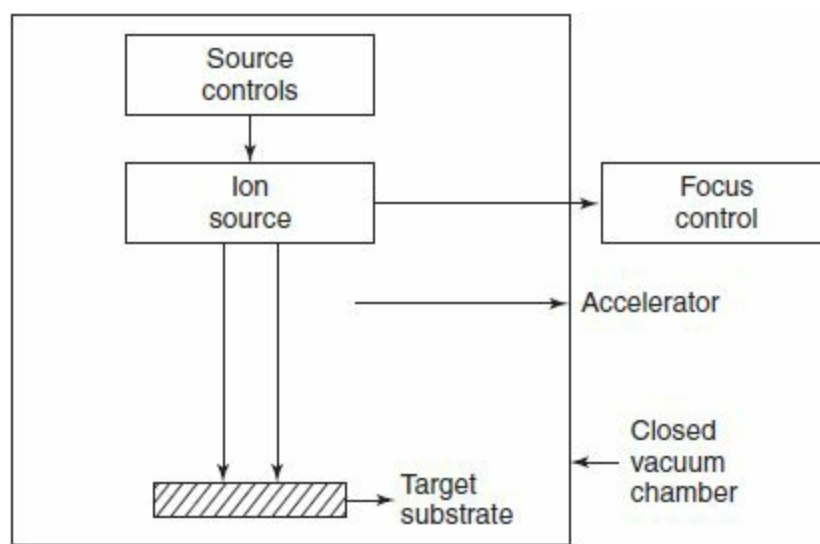 Source
controls
Ion
source
Focus
control
Accelerator
Closed
vacuum
chamber
Target
substrate